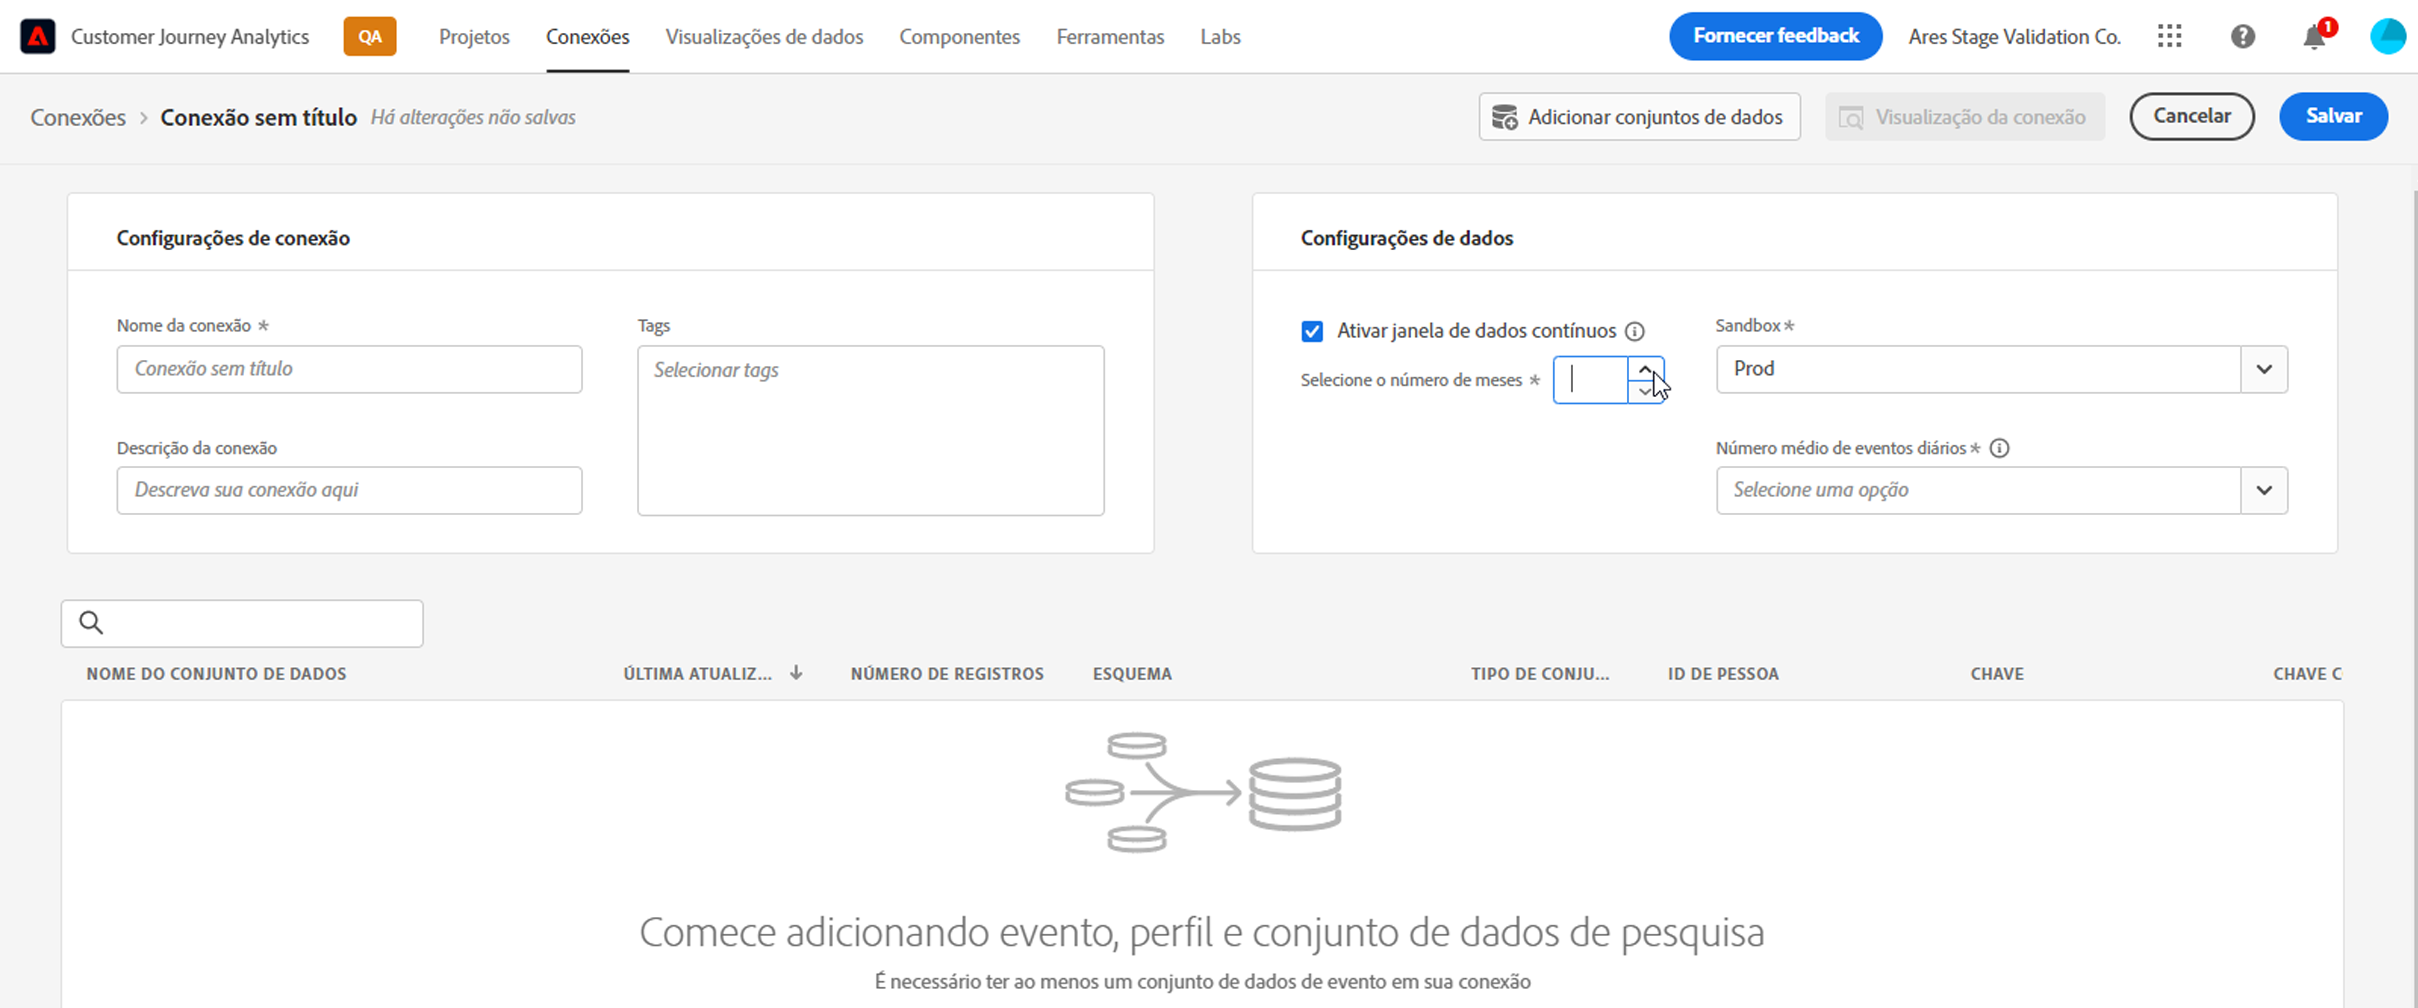 Customer Journey Analytics QA Projetos Conexões Visualizações de dados Componentes Ferramentas Labs Fornecer feedback Ares Stage Validation Co. 1
Conexões > Conexão sem título Há alterações não salvas Adicionar conjuntos de dados Visualização da conexão Cancelar Salvar
Configurações de conexão
Nome da conexão *
Conexão sem título
Descrição da conexão
Descreva sua conexão aqui
Tags
Selecionar tags
Configurações de dados
Ativar janela de dados contínuos
Selecione o número de meses *
Sandbox *
Prod
Número médio de eventos diários *
Selecione uma opção
NOME DO CONJUNTO DE DADOS ÚLTIMA ATUALIZ... NÚMERO DE REGISTROS ESQUEMA TIPO DE CONJU... ID DE PESSOA CHAVE CHAVE C
Comece adicionando evento, perfil e conjunto de dados de pesquisa
É necessário ter ao menos um conjunto de dados de evento em sua conexão